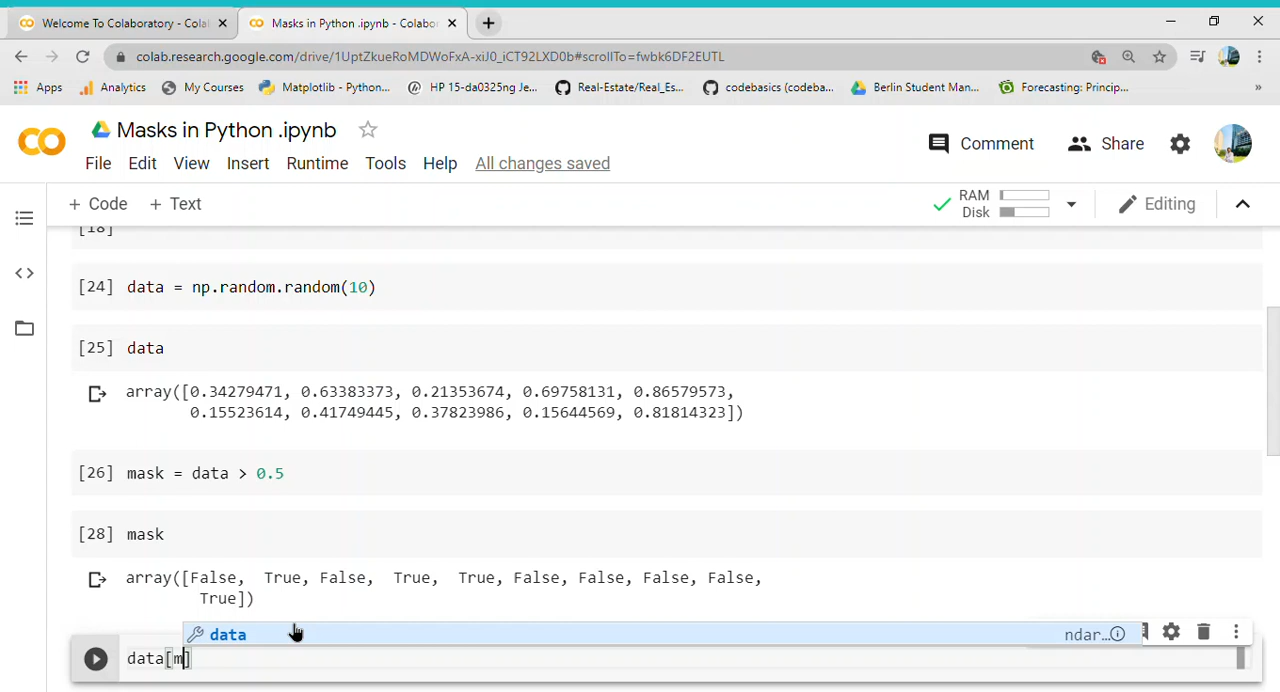 Welcome To Colaboratory - Colal
Masks in Python .ipynb - Colabor
colab.research.google.com/drive/1UptZkueRoMDWoFxA-xiJ0_iCT92LXD0b#scrollTo=fwbk6DF2EUTL
Apps Analytics My Courses Matplotlib - Python... HP 15-da0325ng Je... Real-Estate/Real_Es... codebasics (codeba... Berlin Student Man... Forecasting: Princip... »
CO Masks in Python .ipynb
Comment Share
File Edit View Insert Runtime Tools Help All changes saved
+ Code + Text
RAM
Disk
Editing
[18]
[24] data = np.random.random(10)
[25] data
array([0.34279471, 0.63383373, 0.21353674, 0.69758131, 0.86579573,
0.15523614, 0.41749445, 0.37823986, 0.15644569, 0.81814323])
[26] mask = data > 0.5
[28] mask
array([False, True, False, True, True, False, False, False, False,
True])
data ndar...
data[m]